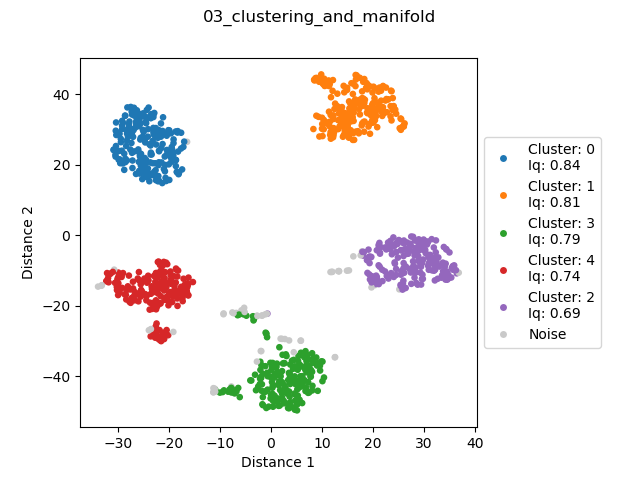 03_clustering_and_manifold
40
20
0
−20
−40
Distance 2
−30
−20
−10
0
10
20
30
40
Distance 1
Cluster: 0
Iq: 0.84
Cluster: 1
Iq: 0.81
Cluster: 3
Iq: 0.79
Cluster: 4
Iq: 0.74
Cluster: 2
Iq: 0.69
Noise